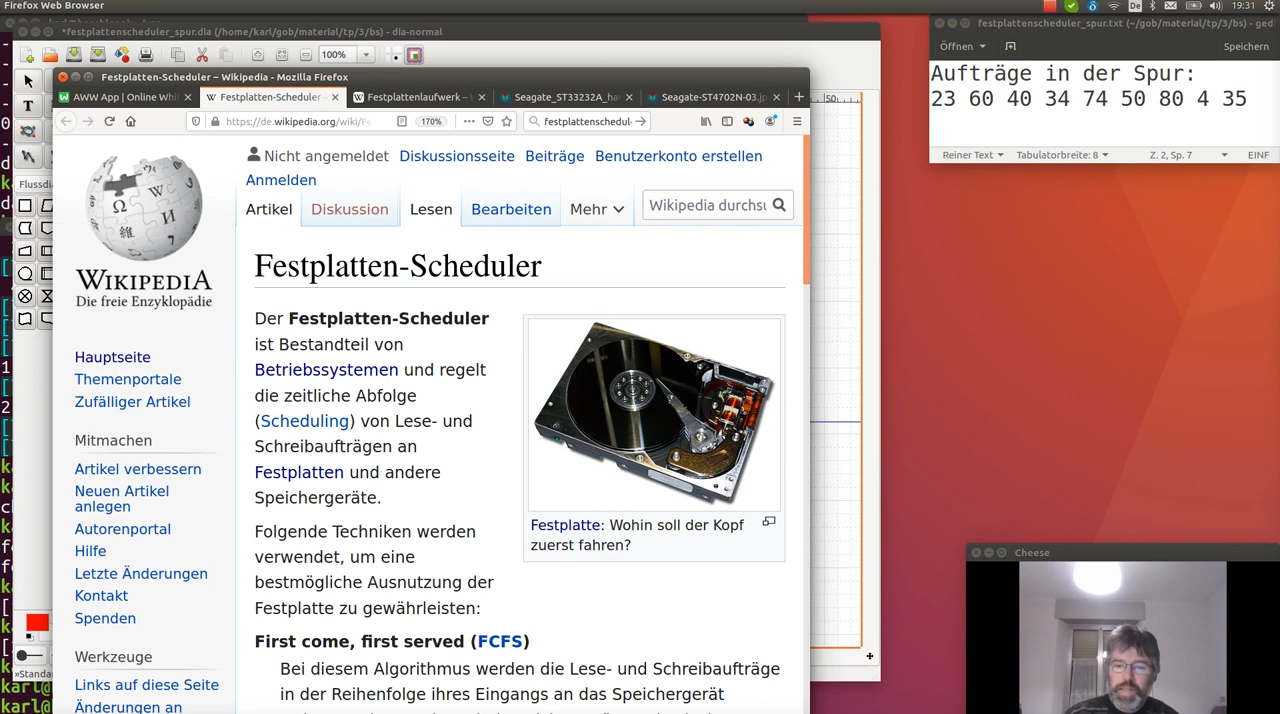 Firefox Web Browser
De
19:31
*festplattenscheduler_spur.dia (/home/karl/gob/material/tp/3/bs) - dia-normal
100%
Flussdia
50
»Standar
karl@
Festplatten-Scheduler – Wikipedia - Mozilla Firefox
AWW App | Online Whit
Festplatten-Scheduler –
Festplattenlaufwerk –
Seagate_ST33232A_ha
Seagate-ST4702N-03.jp
https://de.wikipedia.org/wiki/Fe
170%
festplattenschedul
WIKIPEDIA
Die freie Enzyklopädie
Hauptseite
Themenportale
Zufälliger Artikel
Mitmachen
Artikel verbessern
Neuen Artikel
anlegen
Autorenportal
Hilfe
Letzte Änderungen
Kontakt
Spenden
Werkzeuge
Links auf diese Seite
Änderungen an
Nicht angemeldet Diskussionsseite Beiträge Benutzerkonto erstellen
Anmelden
Artikel Diskussion Lesen Bearbeiten Mehr Wikipedia durchsu
Festplatten-Scheduler
Der Festplatten-Scheduler
ist Bestandteil von
Betriebssystemen und regelt
die zeitliche Abfolge
(Scheduling) von Lese- und
Schreibaufträgen an
Festplatten und andere
Speichergeräte.
Folgende Techniken werden
verwendet, um eine
bestmögliche Ausnutzung der
Festplatte zu gewährleisten:
Festplatte: Wohin soll der Kopf
zuerst fahren?
First come, first served (FCFS)
Bei diesem Algorithmus werden die Lese- und Schreibaufträge
in der Reihenfolge ihres Eingangs an das Speichergerät
festplattenscheduler_spur.txt (~/gob/material/tp/3/bs) - ged
Öffnen
Speichern
Aufträge in der Spur:
23 60 40 34 74 50 80 4 35
Reiner Text
Tabulatorbreite: 8
Z. 2, Sp. 7
EINF
Cheese